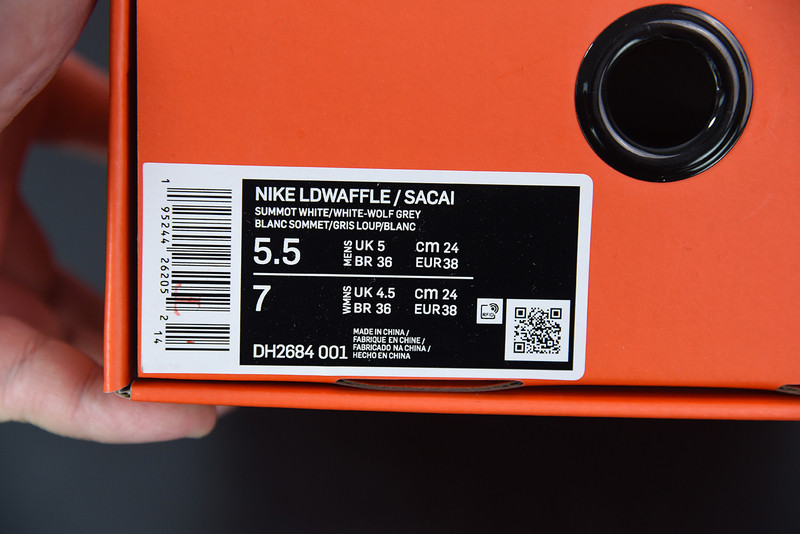 1 95244 26205 2 14
NIKE LDWAFFLE / SACAI
SUMMOT WHITE/WHITE-WOLF GREY
BLANC SOMMET/GRIS LOUP/BLANC
5.5 MENS UK 5 cm 24
BR 36 EUR 38
7 WMNS UK 4.5 cm 24
BR 36 EUR 38
DH2684 001
MADE IN CHINA /
FABRIQUE EN CHINE /
FABRICADO NA CHINA /
HECHO EN CHINA